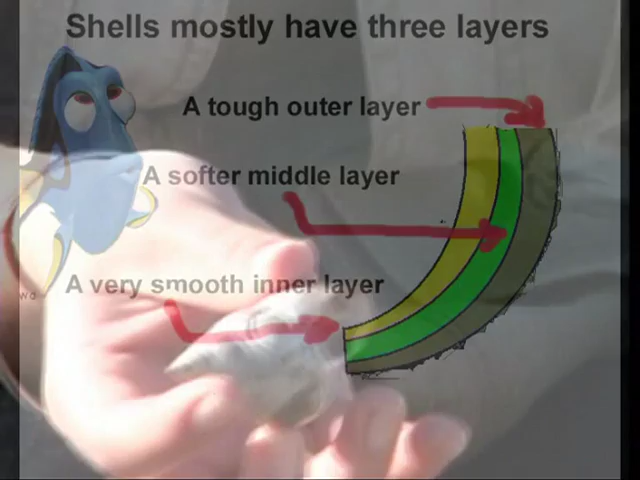 Shells mostly have three layers
A tough outer layer
A softer middle layer
A very smooth inner layer